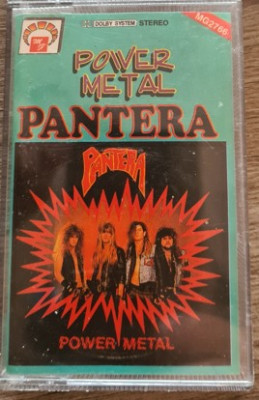 DOLBY SYSTEM STEREO
MG2766
POWER
METAL
PANTERA
PANTERA
POWER METAL